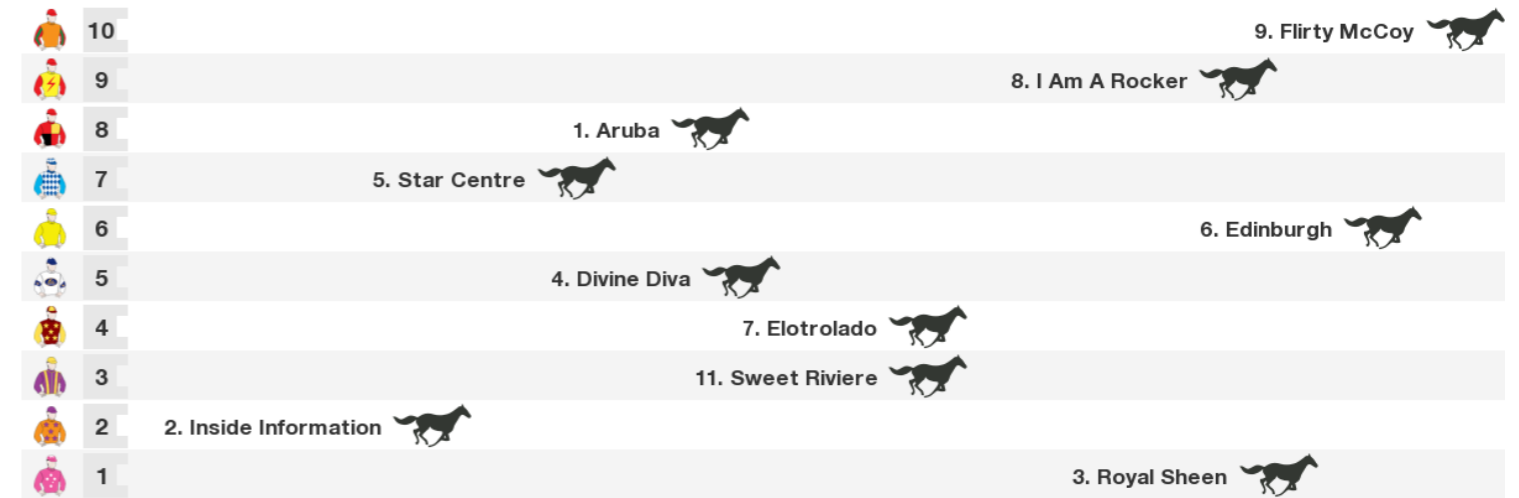 10 9. Flirty McCoy
9 8. I Am A Rocker
8 1. Aruba
7 5. Star Centre
6 6. Edinburgh
5 4. Divine Diva
4 7. Elotrolado
3 11. Sweet Riviere
2 2. Inside Information
1 3. Royal Sheen